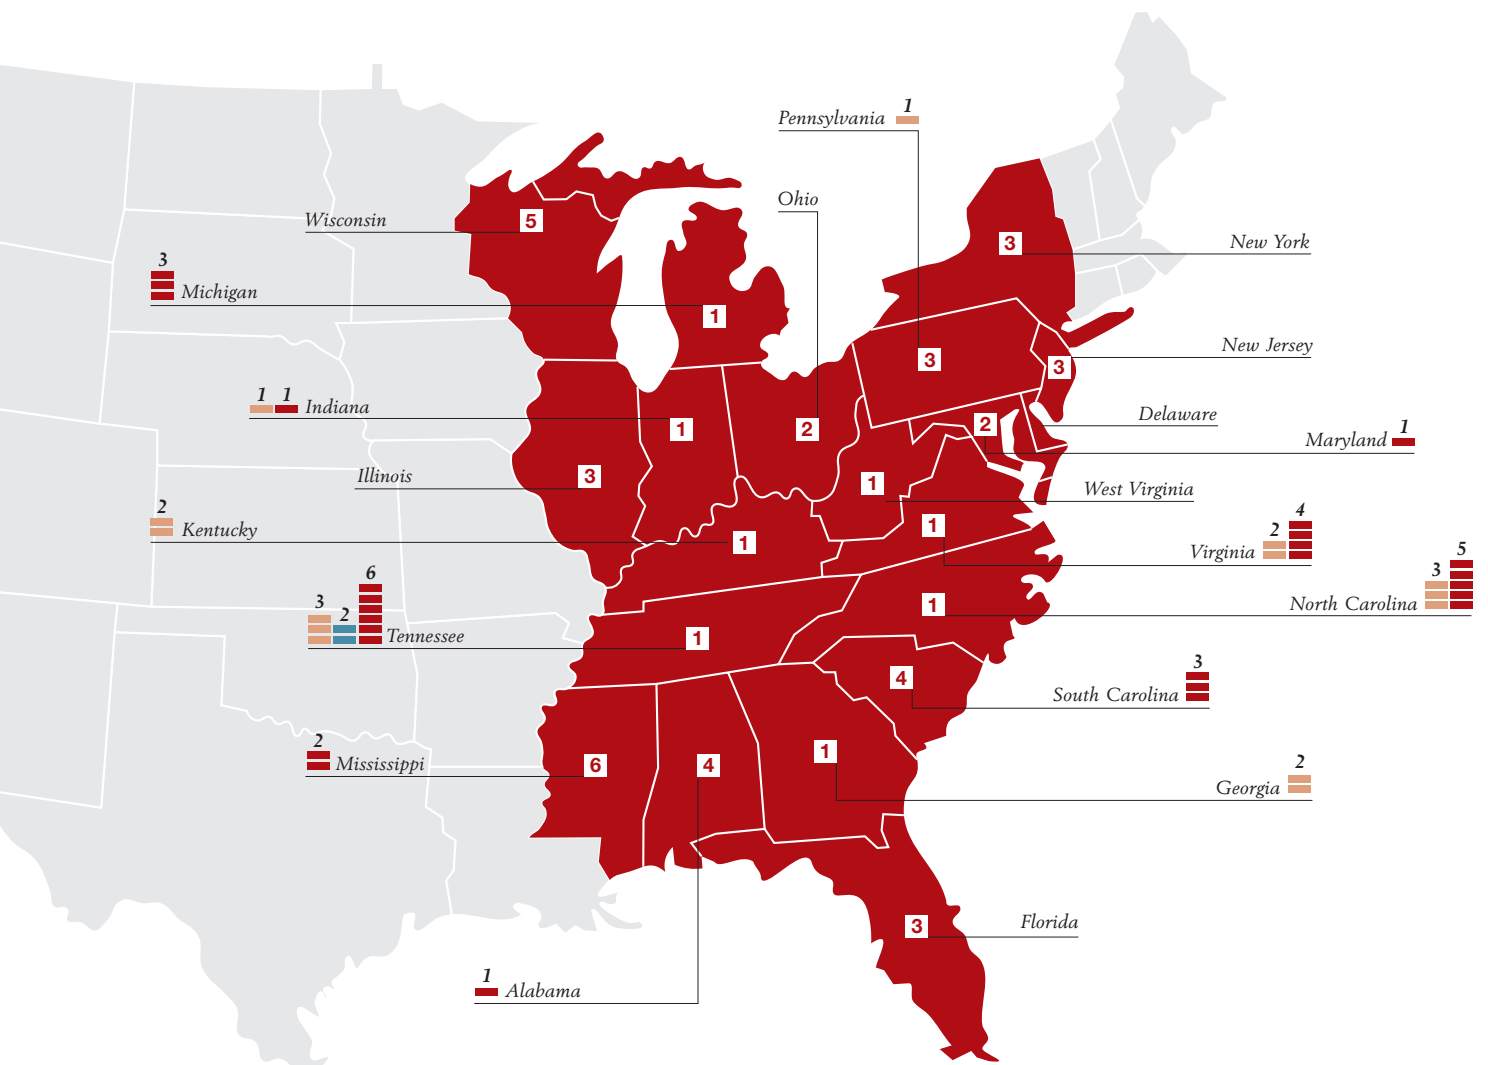 1
Pennsylvania
Ohio
Wisconsin
5
3
New York
3
Michigan
1
New Jersey
3
3
1 1
Indiana
1
2
Delaware
2
1
Maryland
Illinois
3
1
West Virginia
2
Kentucky
1
1
2
4
Virginia
3
5
North Carolina
1
3
2
6
Tennessee
1
4
3
South Carolina
2
Mississippi
6
4
1
2
Georgia
3
Florida
1
Alabama